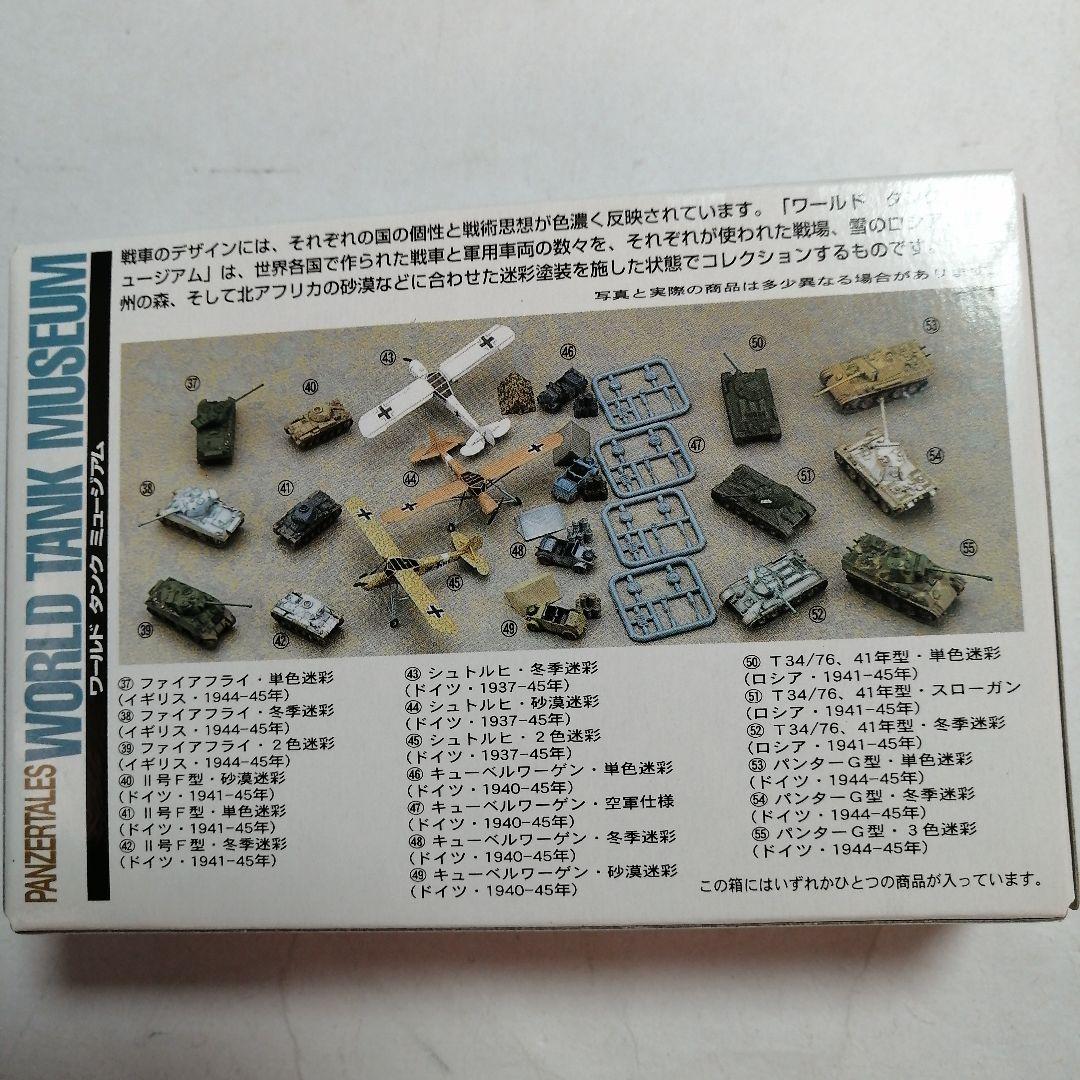 PANZERTALES WORLD TANK MUSEUM
ワールド タンク ミュージアム
戦車のデザインには、それぞれの国の個性と戦術思想が色濃く反映されています。「ワールド タンク
ュージアム」は、世界各国で作られた戦車と軍用車両の数々を、それぞれが使われた戦場、雪のロシア
州の森、そして北アフリカの砂漠などに合わせた迷彩塗装を施した状態でコレクションするものです。
写真と実際の商品は多少異なる場合があります。
㊲ ㊵ ㊸ ㊻ ㊿ 53
㊳ ㊶ ㊹ ㊼ 51 54
㊴ ㊷ ㊺ ㊽ ㊾ 52 55
㊲ ファイアフライ・単色迷彩
(イギリス・1944-45年)
㊳ ファイアフライ・冬季迷彩
(イギリス・1944-45年)
㊴ ファイアフライ・2色迷彩
(イギリス・1944-45年)
㊵ II号F型・砂漠迷彩
(ドイツ・1941-45年)
㊶ II号F型・単色迷彩
(ドイツ・1941-45年)
㊷ II号F型・冬季迷彩
(ドイツ・1941-45年)
㊸ シュトルヒ・冬季迷彩
(ドイツ・1937-45年)
㊹ シュトルヒ・砂漠迷彩
(ドイツ・1937-45年)
㊺ シュトルヒ・2色迷彩
(ドイツ・1937-45年)
㊻ キューベルワーゲン・単色迷彩
(ドイツ・1940-45年)
㊼ キューベルワーゲン・空軍仕様
(ドイツ・1940-45年)
㊽ キューベルワーゲン・冬季迷彩
(ドイツ・1940-45年)
㊾ キューベルワーゲン・砂漠迷彩
(ドイツ・1940-45年)
㊿ T34/76、41年型・単色迷彩
(ロシア・1941-45年)
51 T34/76、41年型・スローガン
(ロシア・1941-45年)
52 T34/76、41年型・冬季迷彩
(ロシア・1941-45年)
53 パンターG型・単色迷彩
(ドイツ・1944-45年)
54 パンターG型・冬季迷彩
(ドイツ・1944-45年)
55 パンターG型・3色迷彩
(ドイツ・1944-45年)
この箱にはいずれかひとつの商品が入っています。